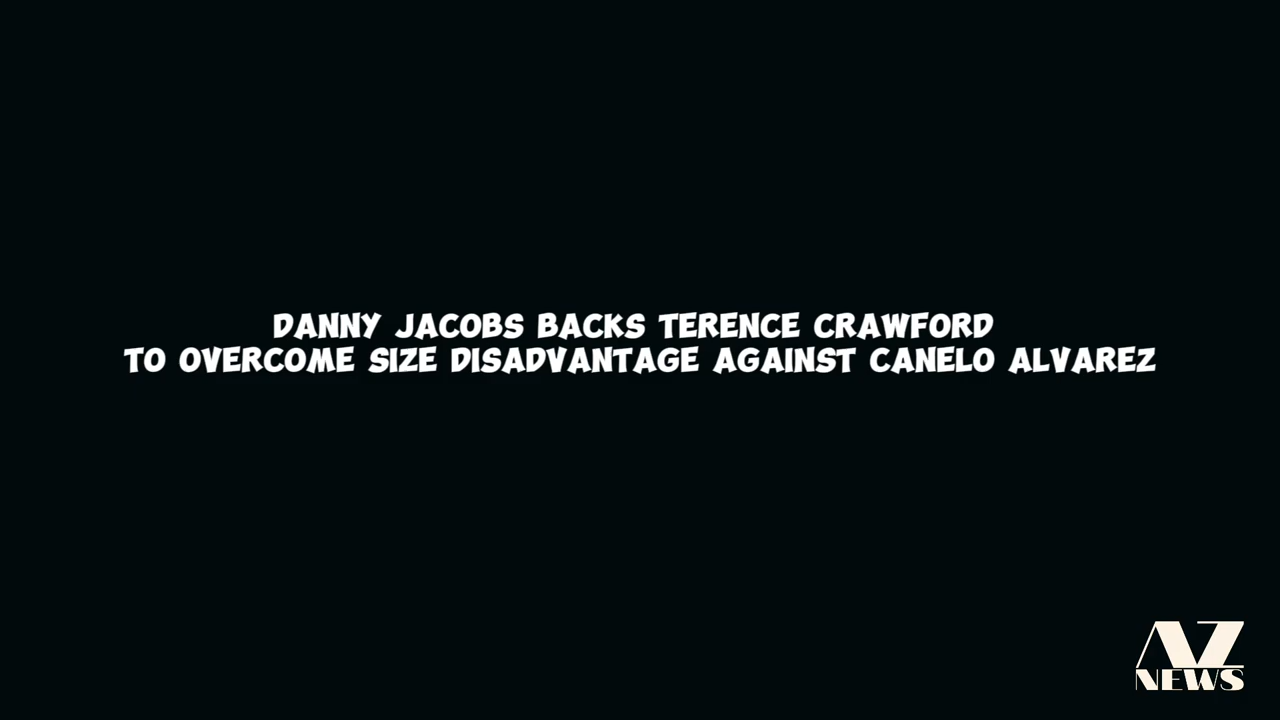 DANNY JACOBS BACKS TERENCE CRAWFORD
TO OVERCOME SIZE DISADVANTAGE AGAINST CANELO ALVAREZ
AZ
NEWS